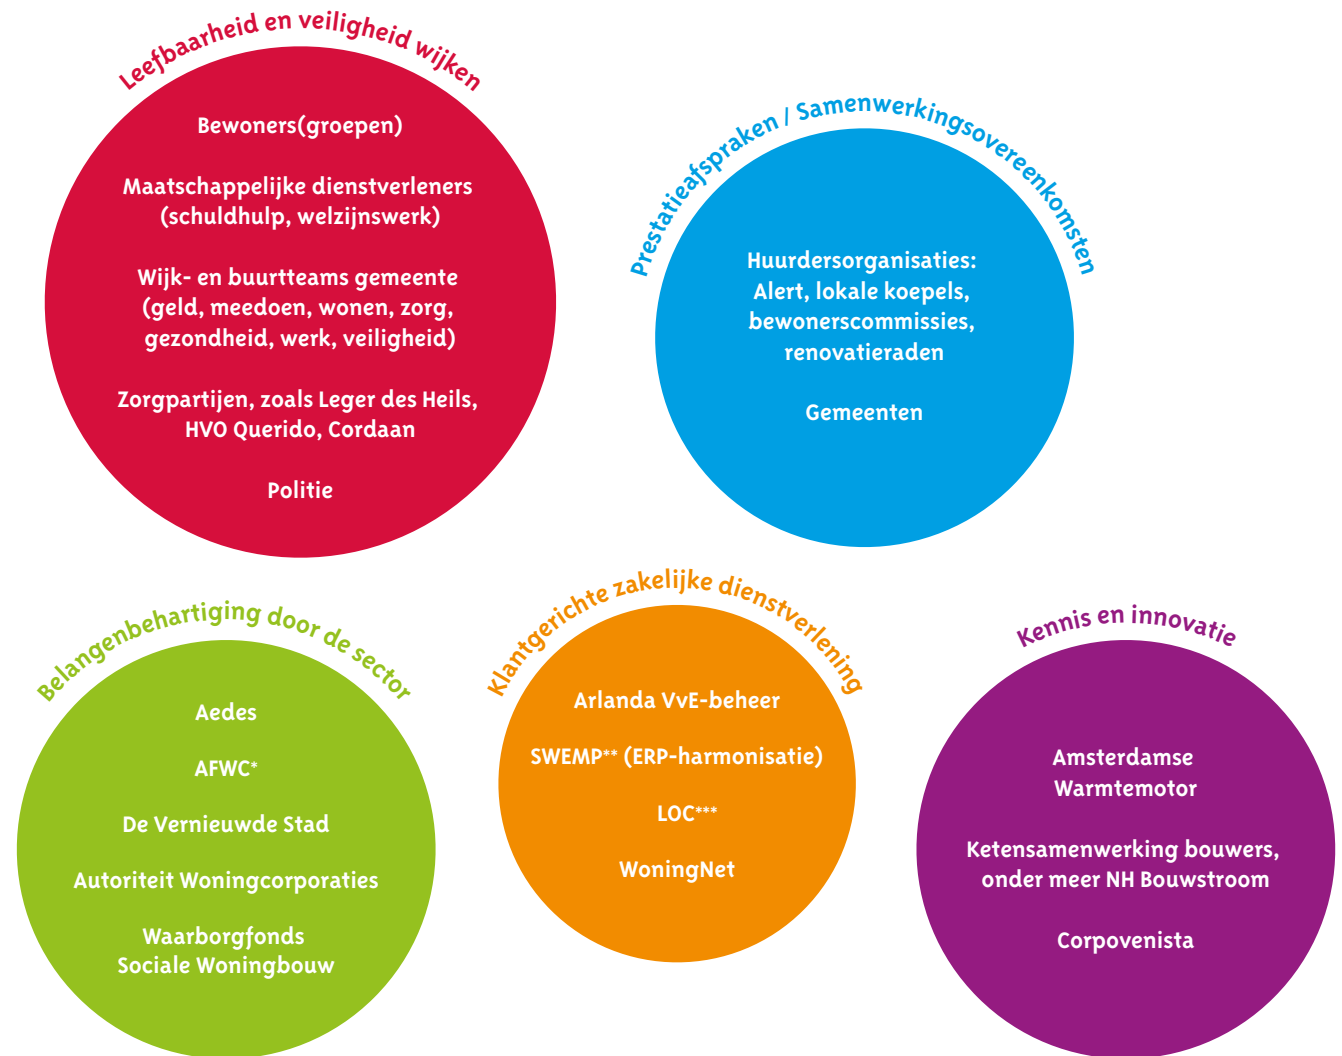 Leefbaarheid en veiligheid wijken
Bewoners(groepen)
Maatschappelijke dienstverleners
(schuldhulp, welzijnswerk)
Wijk- en buurtteams gemeente
(geld, meedoen, wonen, zorg,
gezondheid, werk, veiligheid)
Zorgpartijen, zoals Leger des Heils,
HVO Querido, Cordaan
Politie
Prestatieafspraken / Samenwerkingsovereenkomsten
Huurdersorganisaties:
Alert, lokale koepels,
bewonerscommissies,
renovatieraden
Gemeenten
Belangenbehartiging door de sector
Aedes
AFWC*
De Vernieuwde Stad
Autoriteit Woningcorporaties
Waarborgfonds
Sociale Woningbouw
Klantgerichte zakelijke dienstverlening
Arlanda VvE-beheer
SWEMP** (ERP-harmonisatie)
LOC***
WoningNet
Kennis en innovatie
Amsterdamse
Warmtemotor
Ketensamenwerking bouwers,
onder meer NH Bouwstroom
Corpovenista